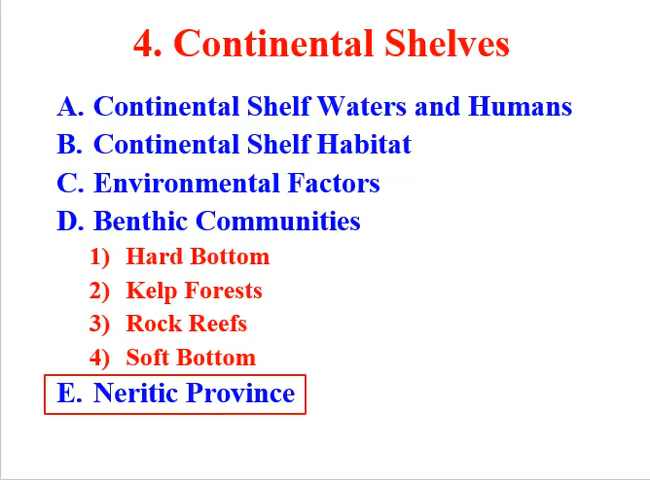 4. Continental Shelves
A. Continental Shelf Waters and Humans
B. Continental Shelf Habitat
C. Environmental Factors
D. Benthic Communities
1) Hard Bottom
2) Kelp Forests
3) Rock Reefs
4) Soft Bottom
E. Neritic Province